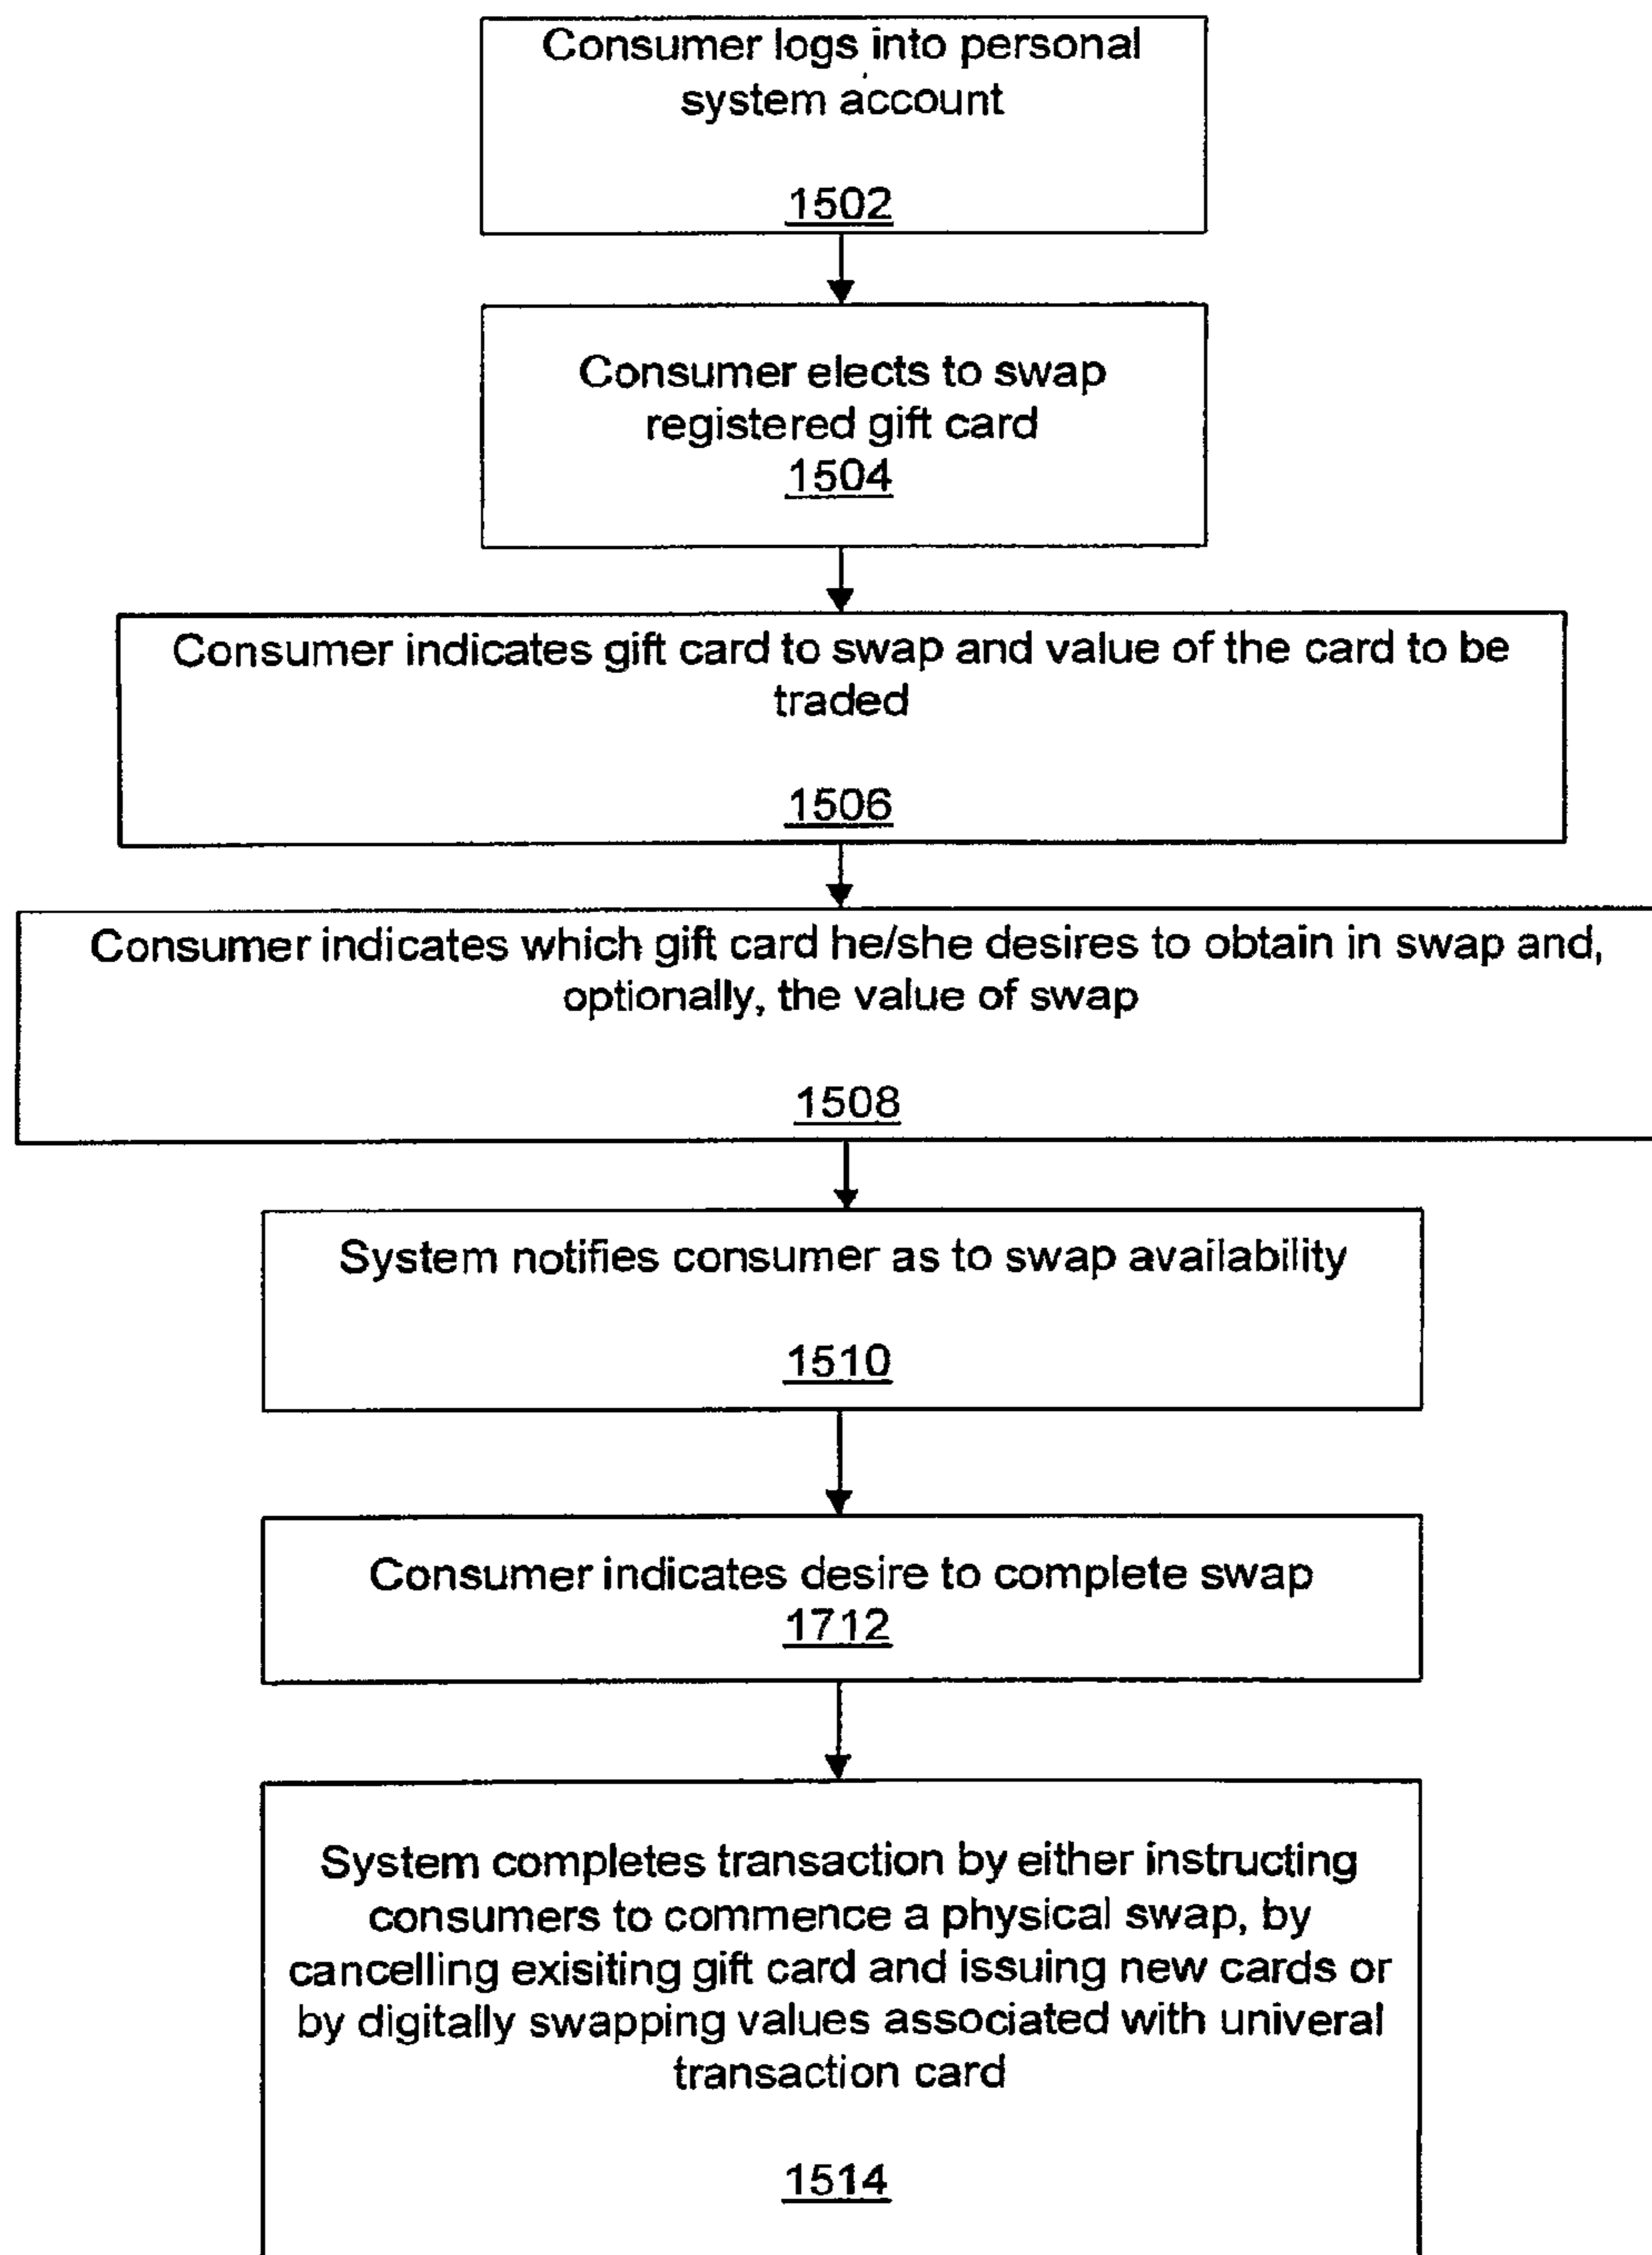 Consumer logs into personal
system account
1502
Consumer elects to swap
registered gift card
1504
Consumer indicates gift card to swap and value of the card to be
traded
1506
Consumer indicates which gift card he/she desires to obtain in swap and,
optionally, the value of swap
1508
System notifies consumer as to swap availability
1510
Consumer indicates desire to complete swap
1712
System completes transaction by either instructing
consumers to commence a physical swap, by
cancelling exisiting gift card and issuing new cards or
by digitally swapping values associated with univeral
transaction card
1514